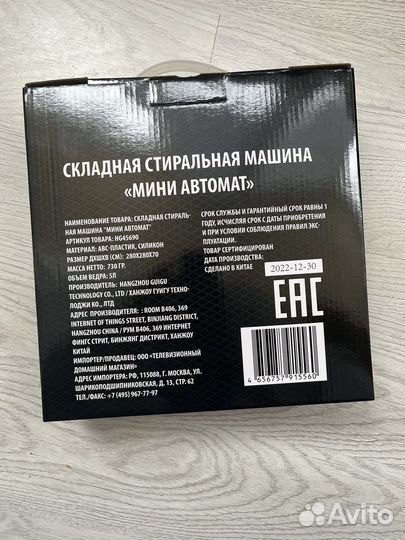 СКЛАДНАЯ СТИРАЛЬНАЯ МАШИНА
«МИНИ АВТОМАТ»
НАИМЕНОВАНИЕ ТОВАРА: СКЛАДНАЯ СТИРАЛЬ-
НАЯ МАШИНА "МИНИ АВТОМАТ"
АРТИКУЛ ТОВАРА: HG45690
МАТЕРИАЛ: АВС-ПЛАСТИК, СИЛИКОН
РАЗМЕР ДХШХВ (СМ): 280Х280Х70
МАССА НЕТТО: 730 ГР.
ОБЪЕМ ВЕДРА: 5Л
ПРОИЗВОДИТЕЛЬ: HANGZHOU GUIGU
TECHNOLOGY CO., LTD / ХАНЖОУ ГУИГУ ТЕХНО-
ЛОДЖИ КО., ЛТД
АДРЕС ПРОИЗВОДИТЕЛЯ: ROOM B406, 369
INTERNET OF THINGS STREET, BINJIANG DISTRICT,
HANGZHOU CHINA / РУМ В406, 369 ИНТЕРНЕТ
ФИНГС СТРИТ, БИНЖЯНГ ДИСТРИКТ, ХАНЖОУ
КИТАЙ
ИМПОРТЕР/ПРОДАВЕЦ: ООО «ТЕЛЕВИЗИОННЫЙ
ДОМАШНИЙ МАГАЗИН»
АДРЕС ИМПОРТЕРА: РФ, 115088, Г. МОСКВА, УЛ.
ШАРИКОПОДШИПНИКОВСКАЯ, Д. 13, СТР. 62
ТЕЛ./ФАКС: +7 (495) 967-77-97
СРОК СЛУЖБЫ И ГАРАНТИЙНЫЙ СРОК РАВНЫ 1
ГОДУ, ИСЧИСЛЯЯ СРОК С ДАТЫ ПРИОБРЕТЕНИЯ
И ПРИ УСЛОВИИ СОБЛЮДЕНИЯ ПРАВИЛ ЭКС-
ПЛУАТАЦИИ.
ТОВАР СЕРТИФИЦИРОВАН
ДАТА ПРОИЗВОДСТВА:
СДЕЛАНО В КИТАЕ
2022-12-30
EAC
4 656757 915560
Avito